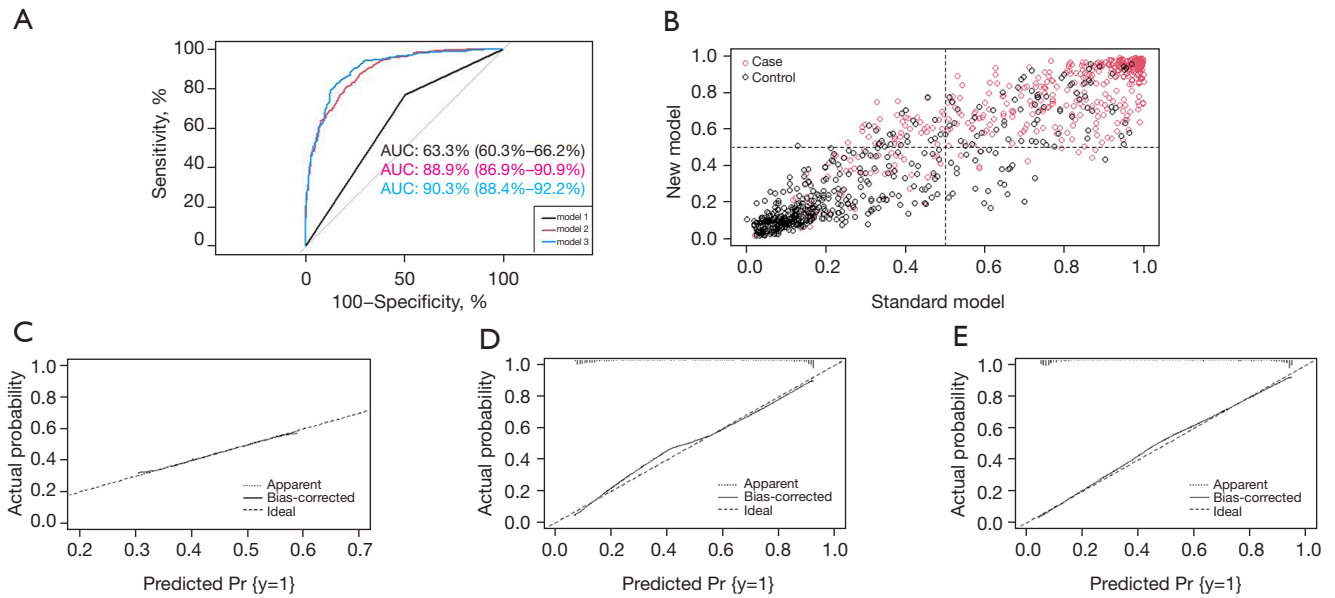 A
100
80
60
40
20
0
Sensitivity, %
AUC: 63.3% (60.3%–66.2%)
AUC: 88.9% (86.9%–90.9%)
AUC: 90.3% (88.4%–92.2%)
model 1
model 2
model 3
0 50 100
100–Specificity, %
B
1.0
0.8
0.6
0.4
0.2
0.0
New model
Case
Control
0.0 0.2 0.4 0.6 0.8 1.0
Standard model
C
1.0
0.8
0.6
0.4
0.2
0.0
Actual probability
Apparent
Bias-corrected
Ideal
0.2 0.3 0.4 0.5 0.6 0.7
Predicted Pr {y=1}
D
1.0
0.8
0.6
0.4
0.2
0.0
Actual probability
Apparent
Bias-corrected
Ideal
0.0 0.2 0.4 0.6 0.8 1.0
Predicted Pr {y=1}
E
1.0
0.8
0.6
0.4
0.2
0.0
Actual probability
Apparent
Bias-corrected
Ideal
0.0 0.2 0.4 0.6 0.8 1.0
Predicted Pr {y=1}